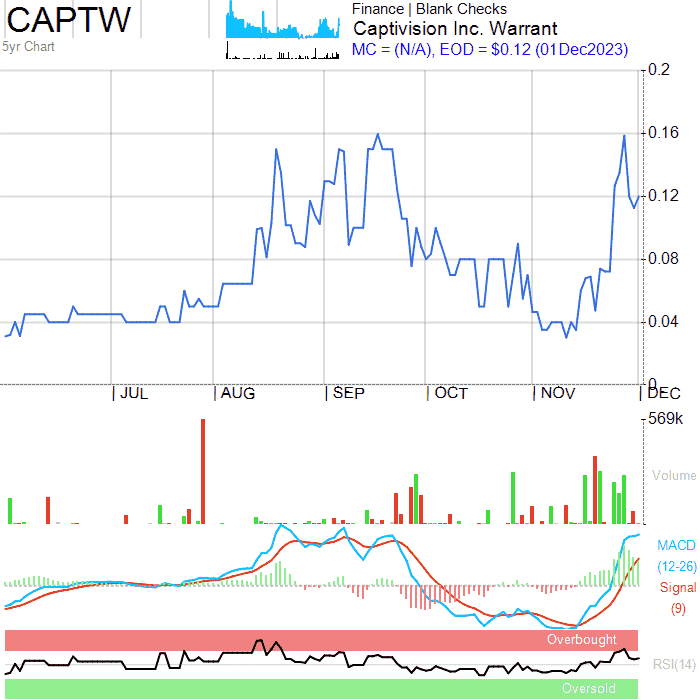 CAPTW
5yr Chart
Finance | Blank Checks
Captivision Inc. Warrant
MC = (N/A), EOD = $0.12 (01Dec2023)
0.2
0.16
0.12
0.08
0.04
0
| JUL | AUG | SEP | OCT | NOV | DEC
569k
Volume
MACD
(12-26)
Signal
(9)
Overbought
RSI(14)
Oversold